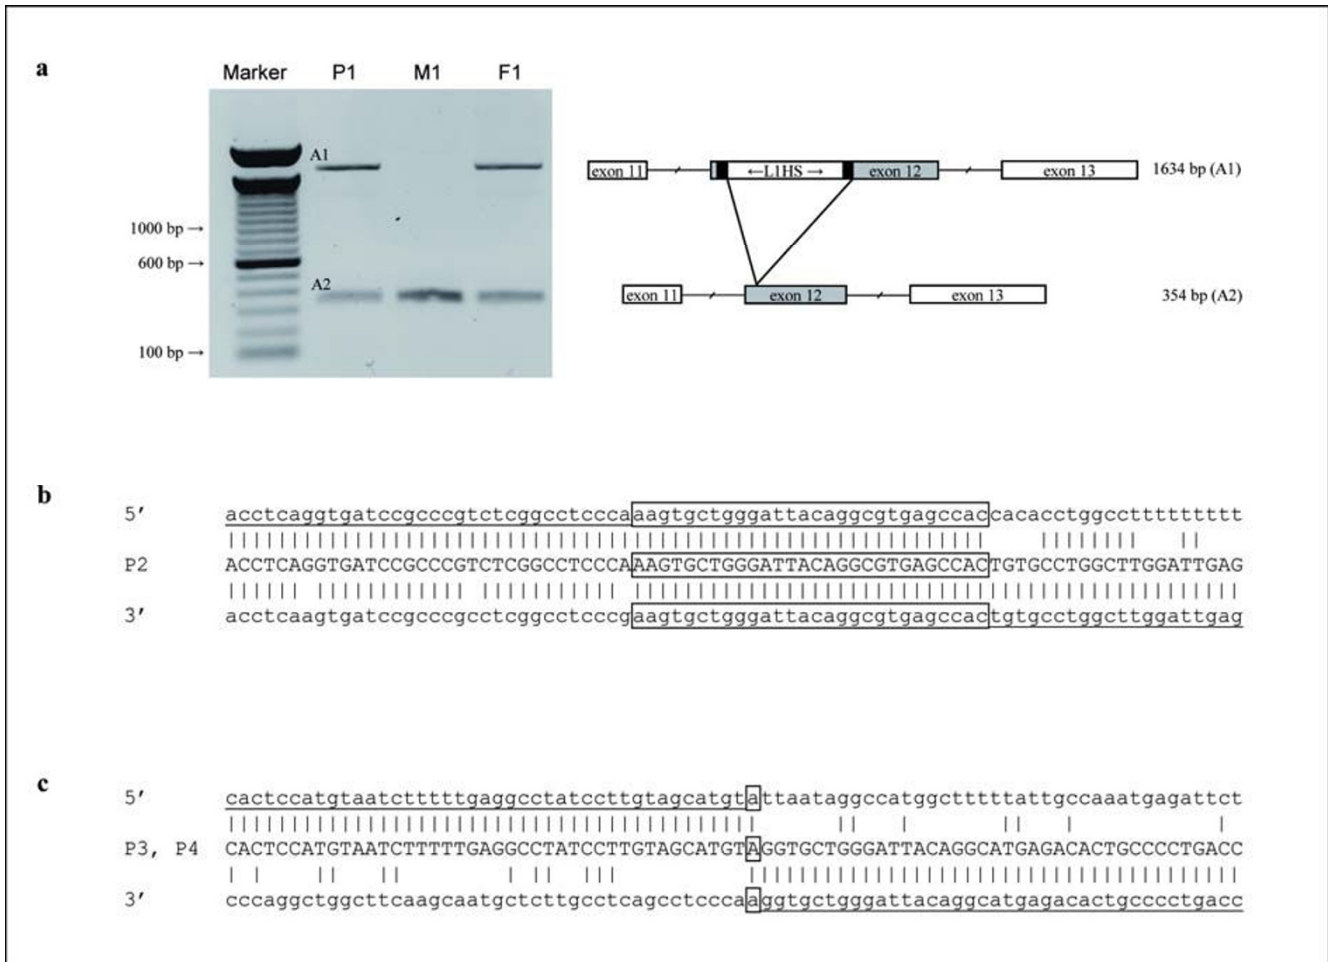 a
Marker P1 M1 F1
A1
exon 11 ←L1HS→ exon 12 exon 13 1634 bp (A1)
1000 bp →
600 bp →
A2
exon 11 exon 12 exon 13 354 bp (A2)
100 bp →
b
5′ acctcaggtgatccgcccgtctcggcctcccaaagtgctgggattacaggcgtgagccaccacacctggccttttttttt
P2 ACCTCAGGTGATCCGCCCGTCTCGGCCTCCCAAAGTGCTGGGATTACAGGCGTGAGCCACTGTGCCTGGCTTGGATTGAG
3′ acctcaagtgatccgcccgcctcggcctcccgaagtgctgggattacaggcgtgagccactgtgcctggcttggattgag
c
5′ cactccatgtaatctttttgaggcctatccttgtagcatgtattaataggccatggctttttattgccaaatgagattct
P3, P4 CACTCCATGTAATCTTTTTGAGGCCTATCCTTGTAGCATGTAGGTGCTGGGATTACAGGCATGAGACACTGCCCCTGACC
3′ cccaggctggcttcaagcaatgctcttgcctcagcctcccaaggtgctgggattacaggcatgagacactgcccctgacc